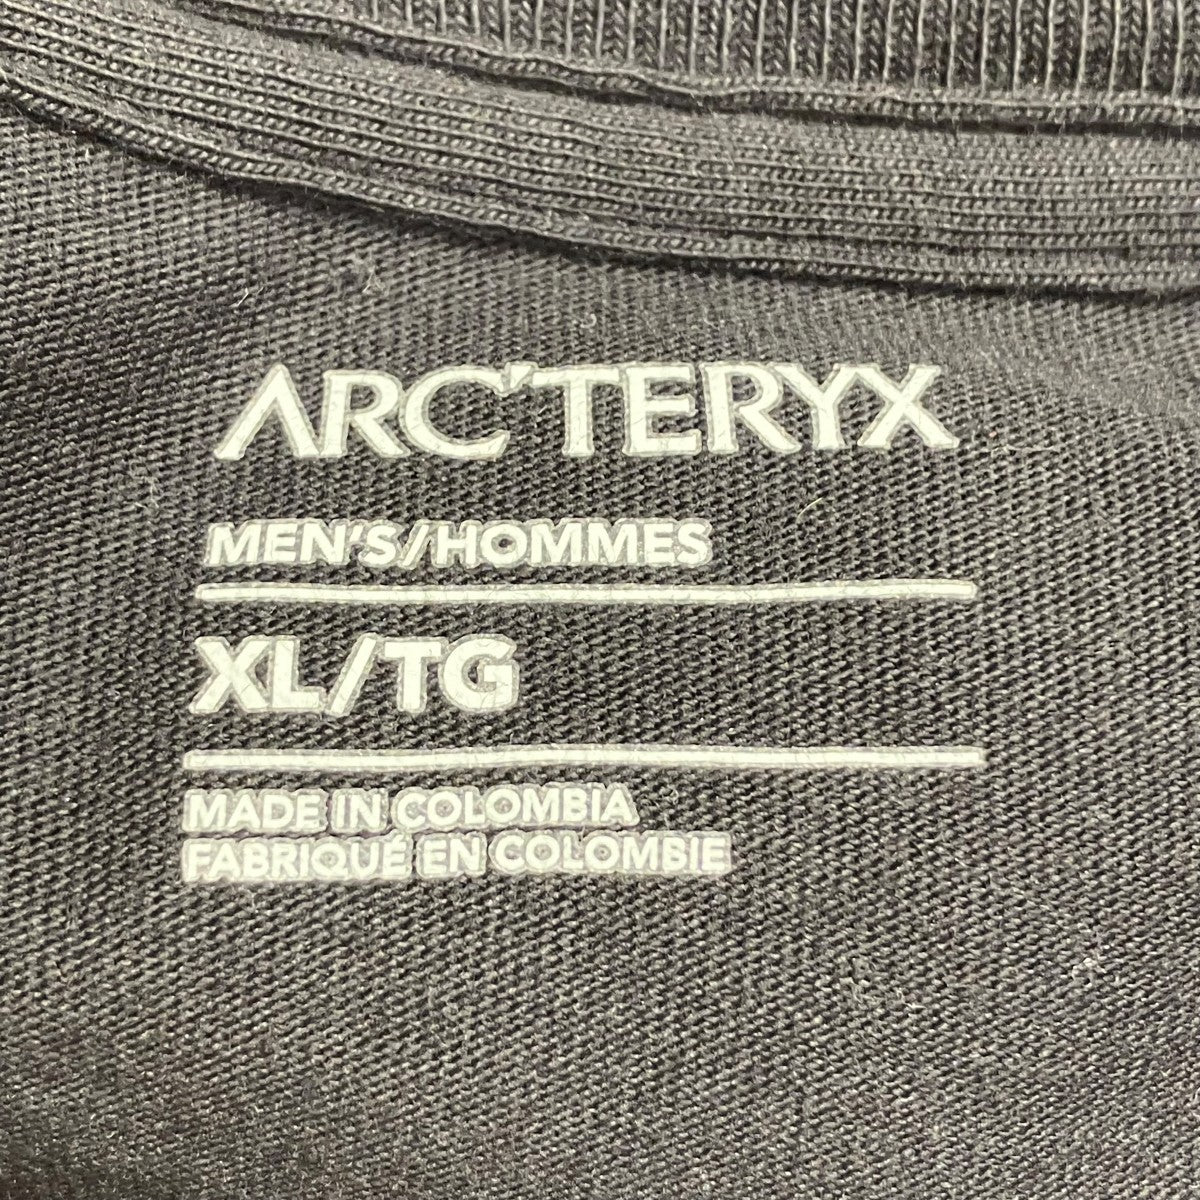 ARC'TERYX
MEN'S/HOMMES
XL/TG
MADE IN COLOMBIA
FABRIQUÉ EN COLOMBIE